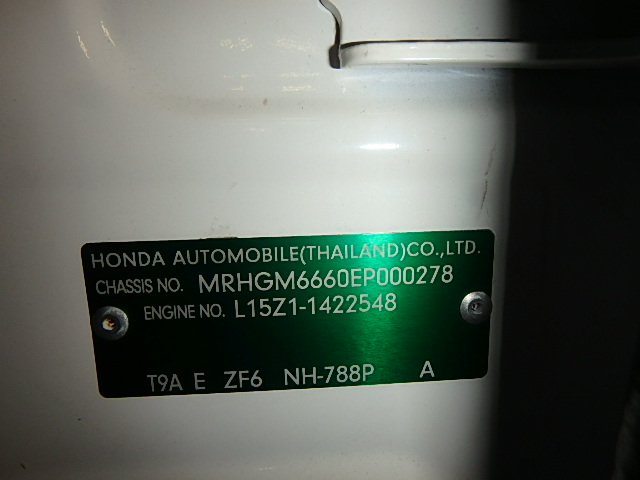 HONDA AUTOMOBILE(THAILAND)CO.,LTD.
CHASSIS NO. MRHGM6660EP000278
ENGINE NO. L15Z1-1422548
T9A E ZF6 NH-788P A